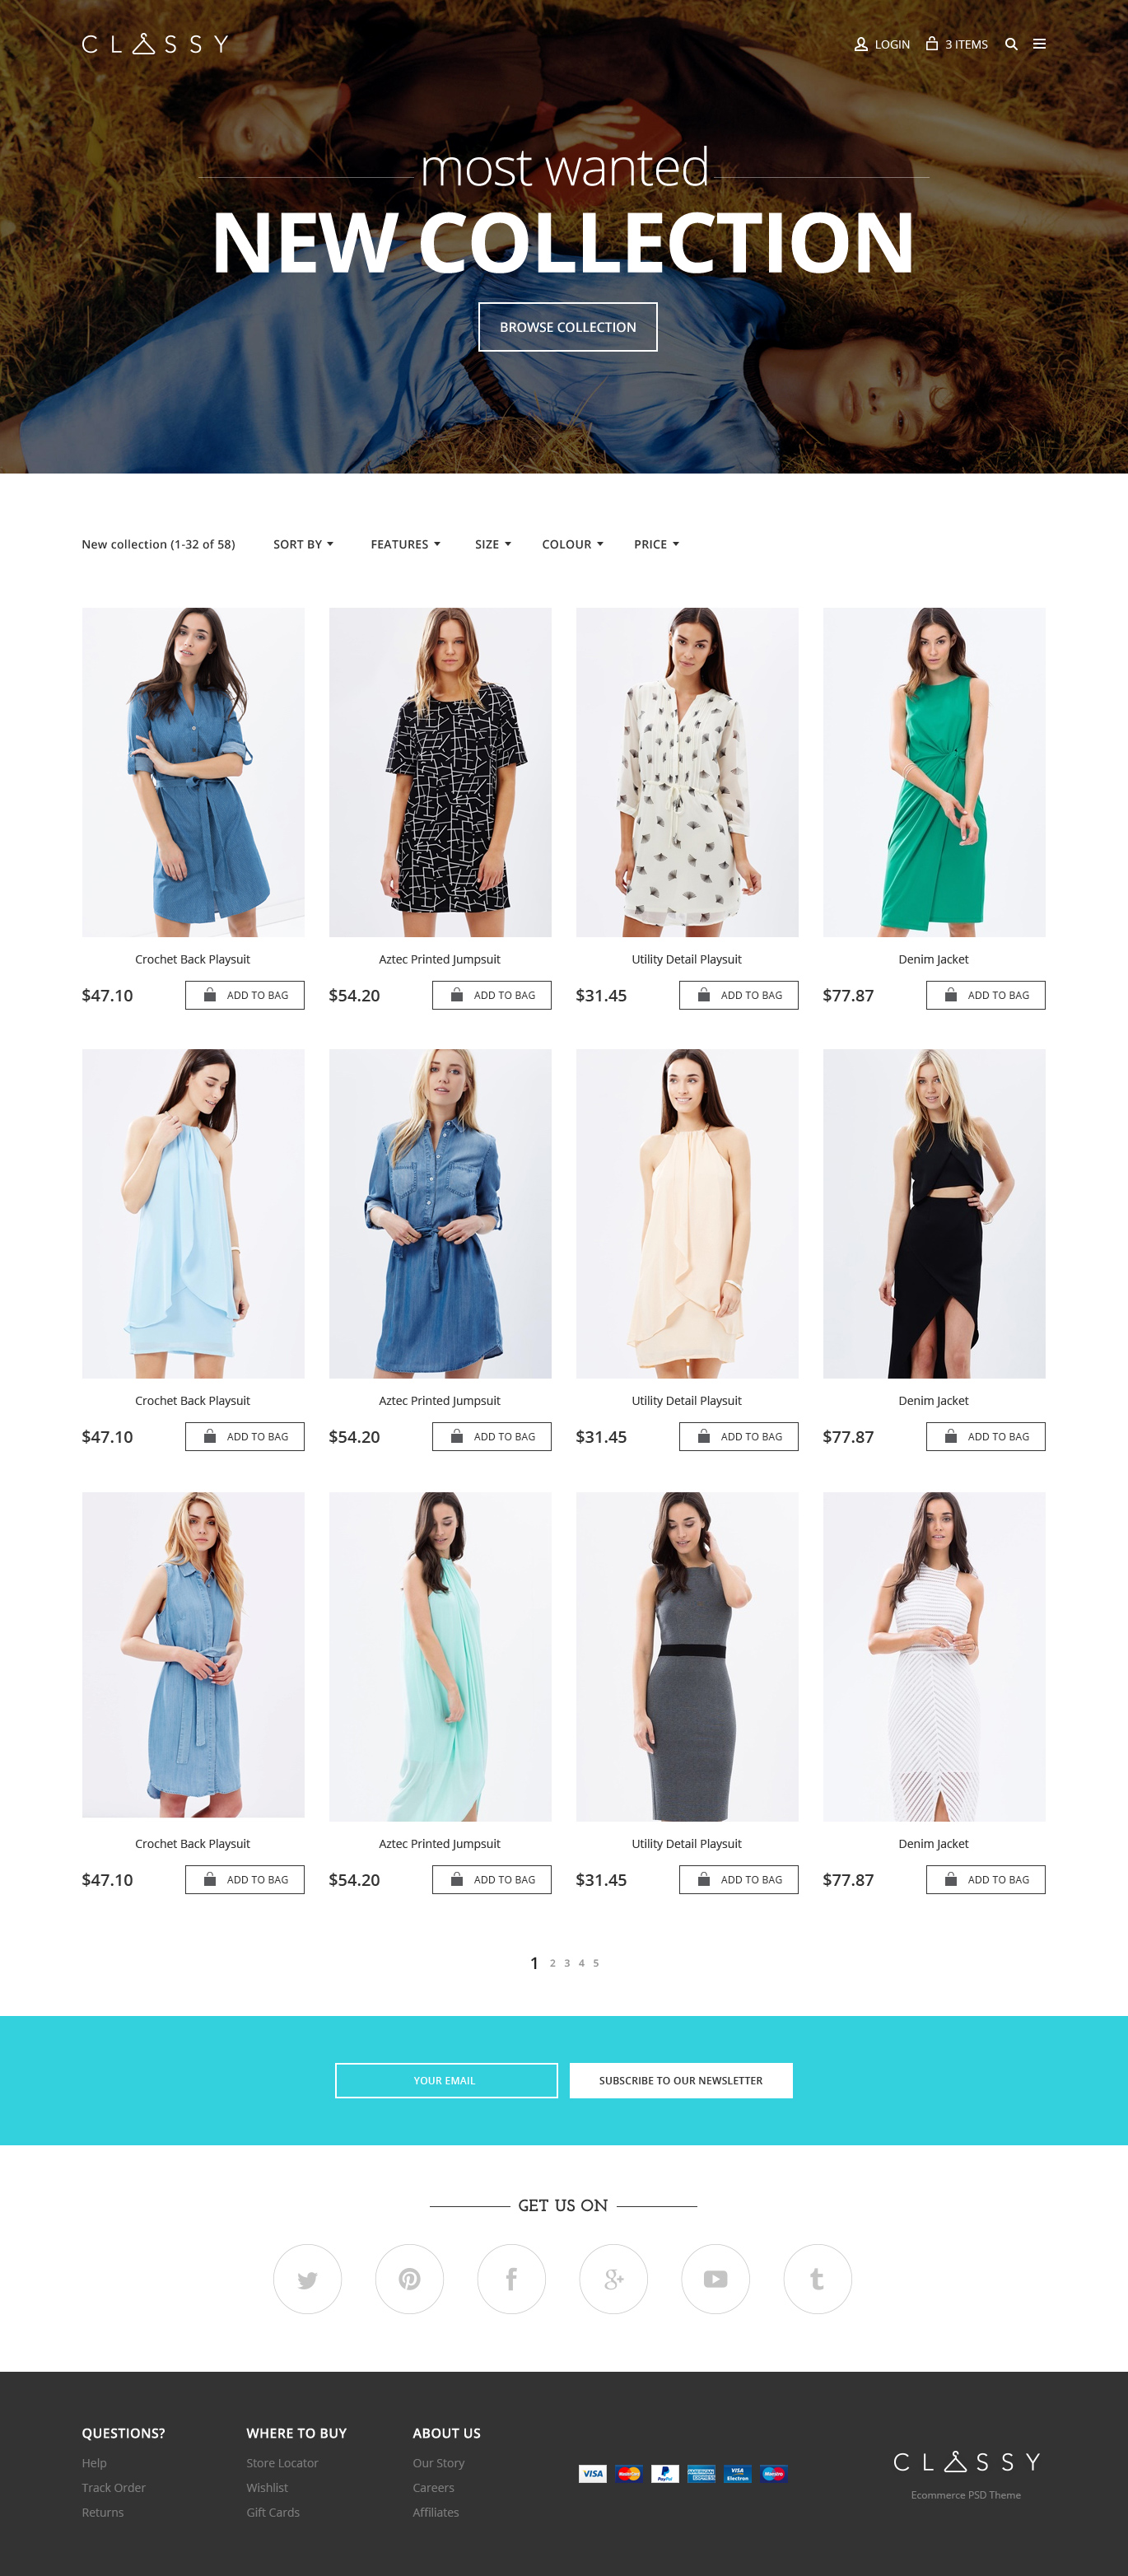 CLASSY
LOGIN 3 ITEMS
most wanted
NEW COLLECTION
BROWSE COLLECTION
New collection (1-32 of 58) SORT BY FEATURES SIZE COLOUR PRICE
Crochet Back Playsuit Aztec Printed Jumpsuit Utility Detail Playsuit Denim Jacket
$47.10 ADD TO BAG $54.20 ADD TO BAG $31.45 ADD TO BAG $77.87 ADD TO BAG
Crochet Back Playsuit Aztec Printed Jumpsuit Utility Detail Playsuit Denim Jacket
$47.10 ADD TO BAG $54.20 ADD TO BAG $31.45 ADD TO BAG $77.87 ADD TO BAG
Crochet Back Playsuit Aztec Printed Jumpsuit Utility Detail Playsuit Denim Jacket
$47.10 ADD TO BAG $54.20 ADD TO BAG $31.45 ADD TO BAG $77.87 ADD TO BAG
1 2 3 4 5
YOUR EMAIL SUBSCRIBE TO OUR NEWSLETTER
GET US ON
QUESTIONS?
Help
Track Order
Returns
WHERE TO BUY
Store Locator
Wishlist
Gift Cards
ABOUT US
Our Story
Careers
Affiliates
VISA MasterCard PayPal AMERICAN EXPRESS VISA Electron Maestro
CLASSY
Ecommerce PSD Theme